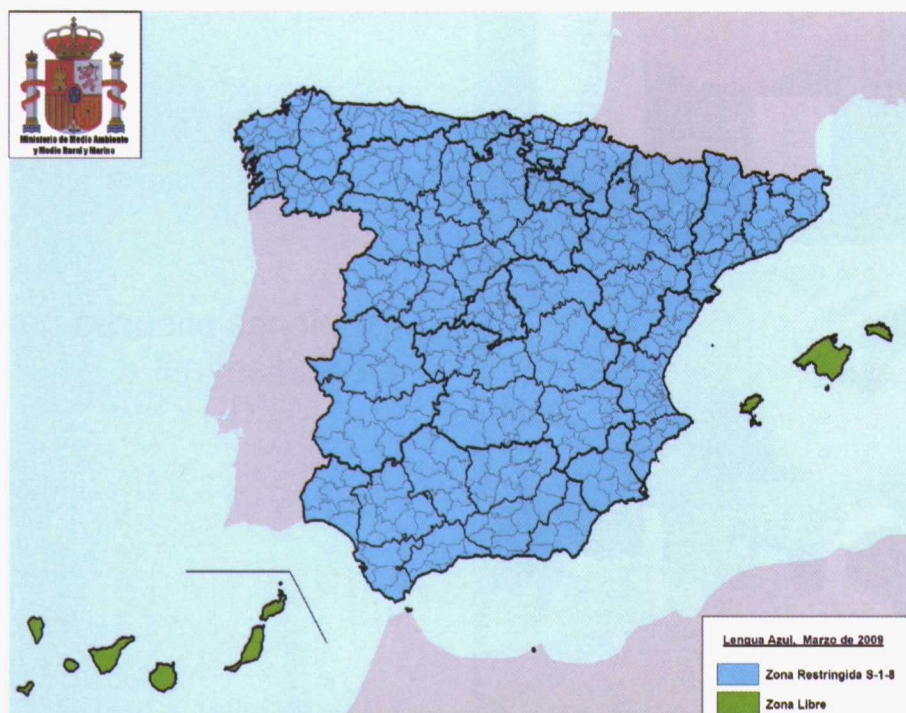 Ministerio de Medio Ambiente
y Medio Rural y Marino
Lengua Azul, Marzo de 2009
Zona Restringida S-1-8
Zona Libre